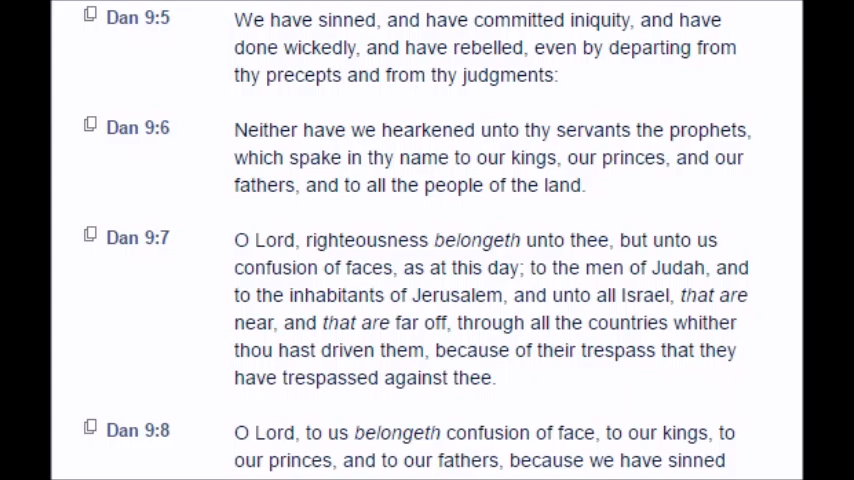 Dan 9:5 We have sinned, and have committed iniquity, and have
done wickedly, and have rebelled, even by departing from
thy precepts and from thy judgments:
Dan 9:6 Neither have we hearkened unto thy servants the prophets,
which spake in thy name to our kings, our princes, and our
fathers, and to all the people of the land.
Dan 9:7 O Lord, righteousness belongeth unto thee, but unto us
confusion of faces, as at this day; to the men of Judah, and
to the inhabitants of Jerusalem, and unto all Israel, that are
near, and that are far off, through all the countries whither
thou hast driven them, because of their trespass that they
have trespassed against thee.
Dan 9:8 O Lord, to us belongeth confusion of face, to our kings, to
our princes, and to our fathers, because we have sinned